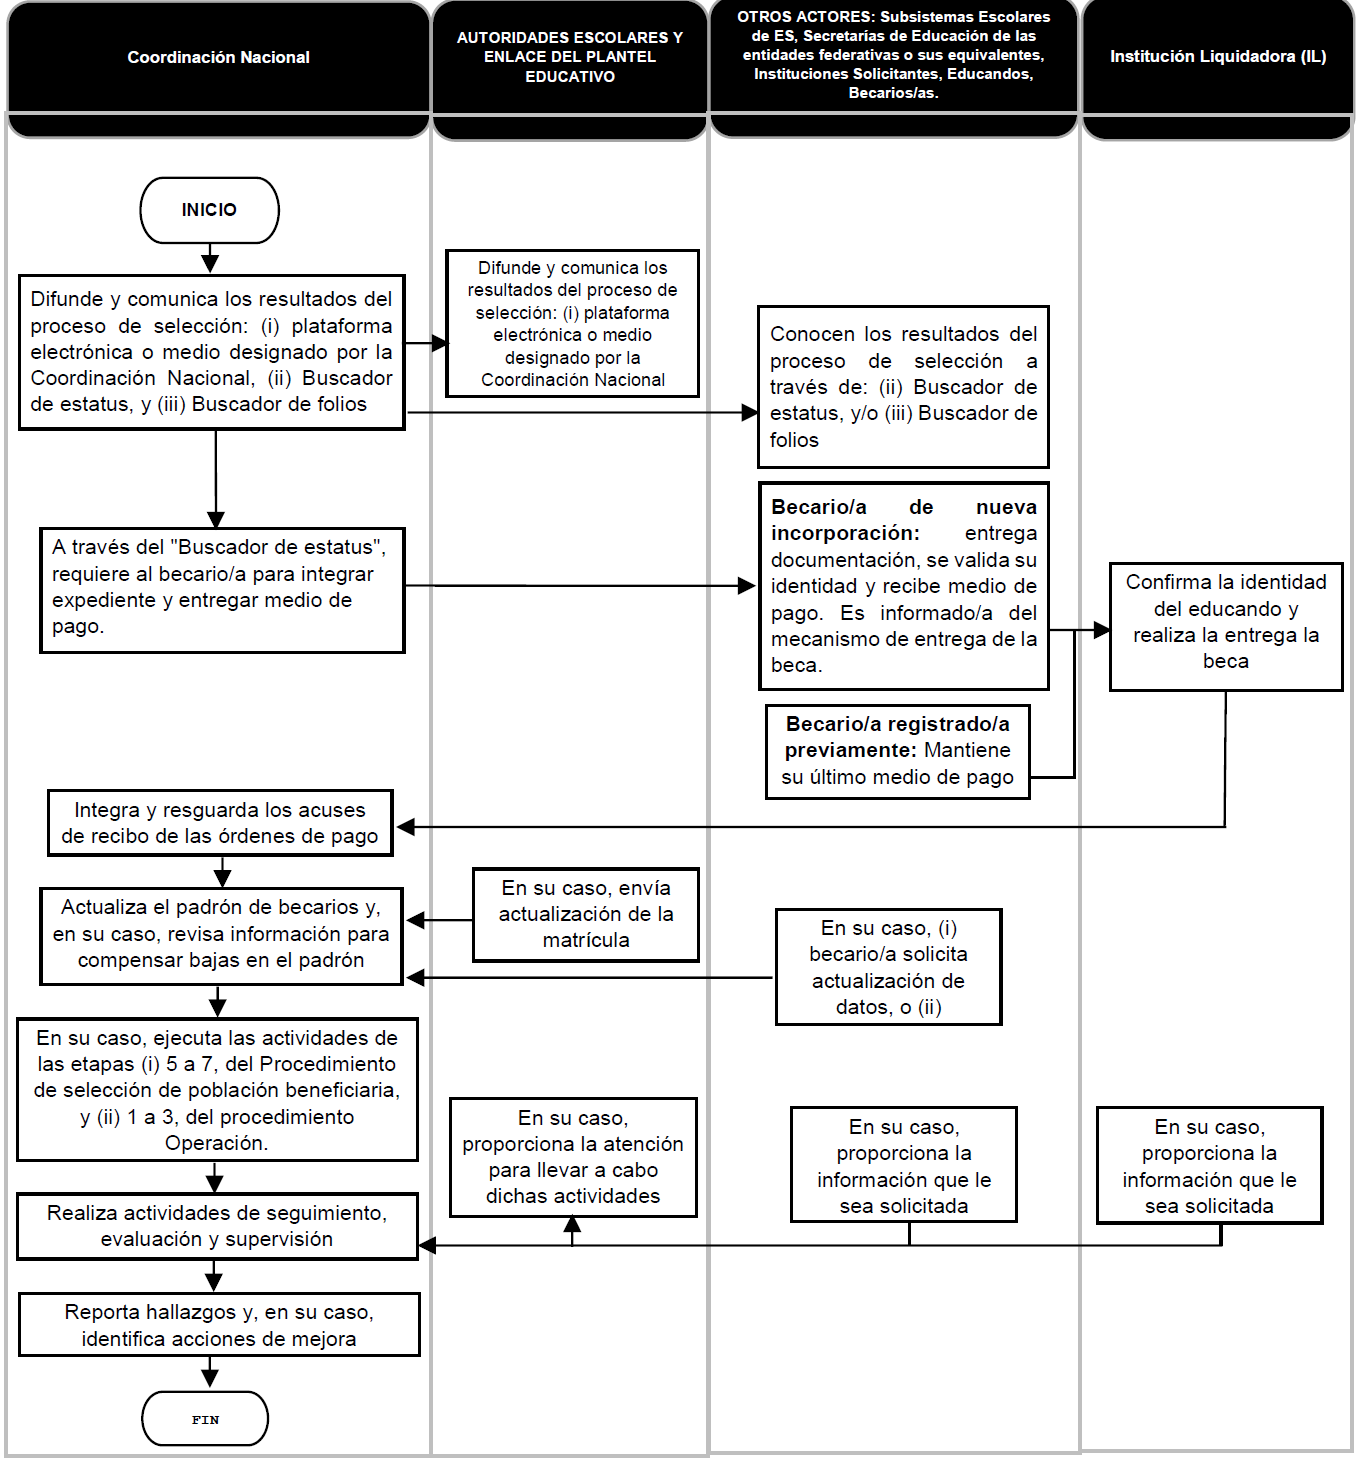 Coordinación Nacional
AUTORIDADES ESCOLARES Y
ENLACE DEL PLANTEL
EDUCATIVO
OTROS ACTORES: Subsistemas Escolares
de ES, Secretarías de Educación de las
entidades federativas o sus equivalentes,
Instituciones Solicitantes, Educandos,
Becarios/as.
Institución Liquidadora (IL)
INICIO
Difunde y comunica los resultados del
proceso de selección: (i) plataforma
electrónica o medio designado por la
Coordinación Nacional, (ii) Buscador
de estatus, y (iii) Buscador de folios
Difunde y comunica los
resultados del proceso de
selección: (i) plataforma
electrónica o medio
designado por la
Coordinación Nacional
Conocen los resultados del
proceso de selección a
través de: (ii) Buscador de
estatus, y/o (iii) Buscador de
folios
A través del "Buscador de estatus",
requiere al becario/a para integrar
expediente y entregar medio de
pago.
Becario/a de nueva
incorporación: entrega
documentación, se valida su
identidad y recibe medio de
pago. Es informado/a del
mecanismo de entrega de la
beca.
Confirma la identidad
del educando y
realiza la entrega la
beca
Becario/a registrado/a
previamente: Mantiene
su último medio de pago
Integra y resguarda los acuses
de recibo de las órdenes de pago
Actualiza el padrón de becarios y,
en su caso, revisa información para
compensar bajas en el padrón
En su caso, envía
actualización de la
matrícula
En su caso, (i)
becario/a solicita
actualización de
datos, o (ii)
En su caso, ejecuta las actividades de
las etapas (i) 5 a 7, del Procedimiento
de selección de población beneficiaria,
y (ii) 1 a 3, del procedimiento
Operación.
En su caso,
proporciona la atención
para llevar a cabo
dichas actividades
En su caso,
proporciona la
información que le
sea solicitada
En su caso,
proporciona la
información que le
sea solicitada
Realiza actividades de seguimiento,
evaluación y supervisión
Reporta hallazgos y, en su caso,
identifica acciones de mejora
FIN